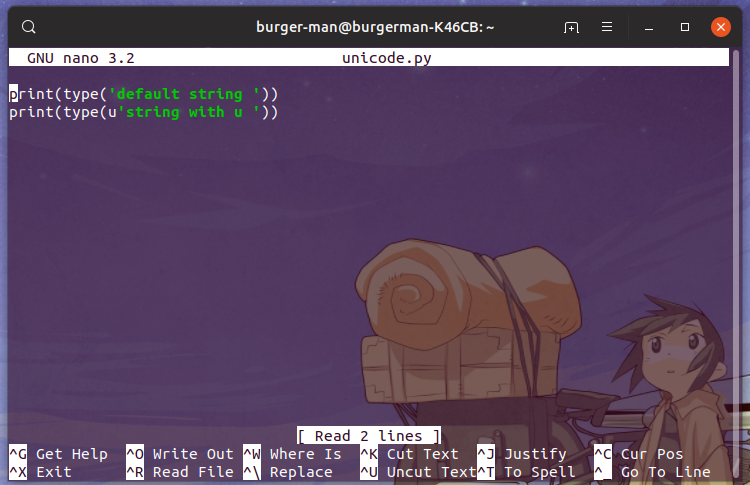 burger-man@burgerman-K46CB: ~
GNU nano 3.2 unicode.py
print(type('default string '))
print(type(u'string with u '))
[ Read 2 lines ]
^G Get Help ^O Write Out ^W Where Is ^K Cut Text ^J Justify ^C Cur Pos
^X Exit ^R Read File ^\ Replace ^U Uncut Text ^T To Spell ^_ Go To Line